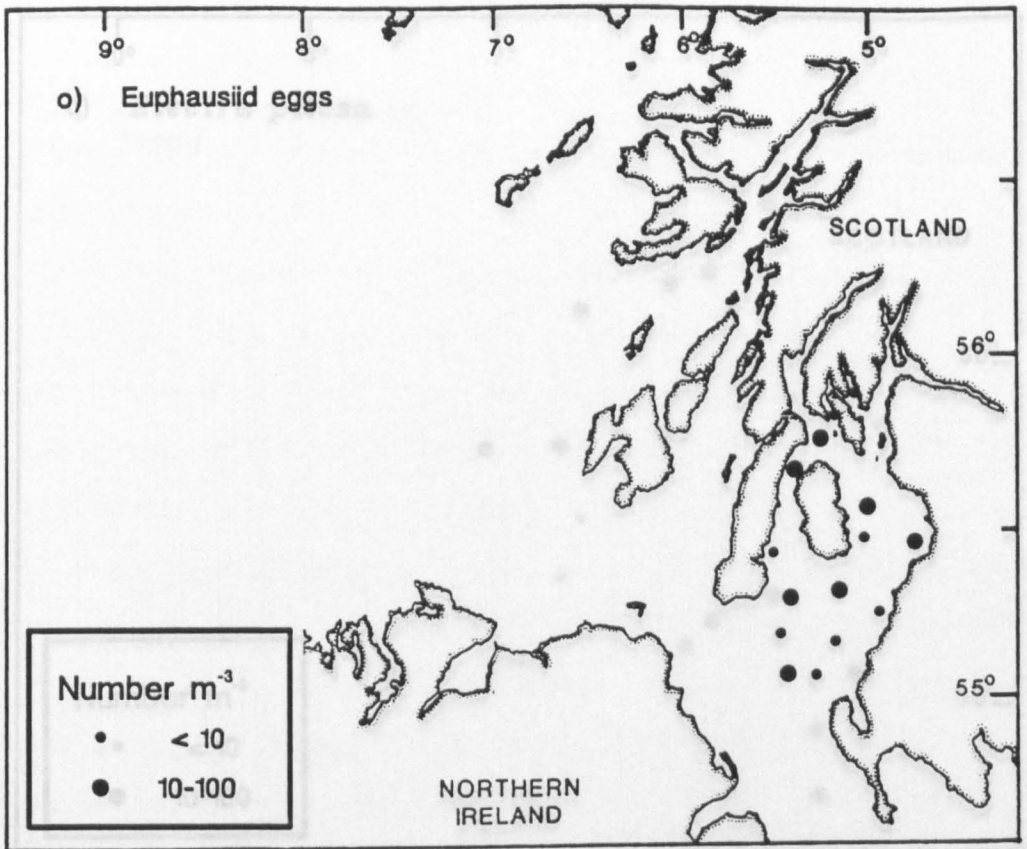 9° 8° 7° 6° 5°
o) Euphausiid eggs
SCOTLAND
56°
55°
Number m⁻³
< 10
10-100
NORTHERN
IRELAND